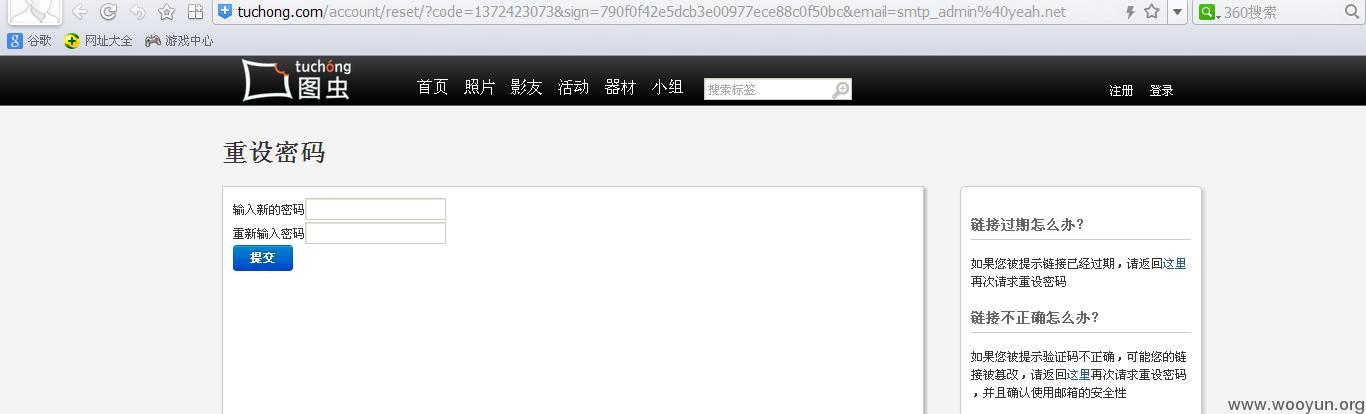 tuchong.com/account/reset/?code=1372423073&sign=790f0f42e5dcb3e00977ece88c0f50bc&email=smtp_admin%40yeah.net
360搜索
谷歌 网址大全 游戏中心
tuchóng
图虫
首页 照片 影友 活动 器材 小组 搜索标签
注册 登录
重设密码
输入新的密码
重新输入密码
提交
链接过期怎么办?
如果您被提示链接已经过期，请返回这里
再次请求重设密码
链接不正确怎么办?
如果您被提示验证码不正确，可能您的链
接被篡改，请返回这里再次请求重设密码
，并且确认使用邮箱的安全性
www.wooyun.org